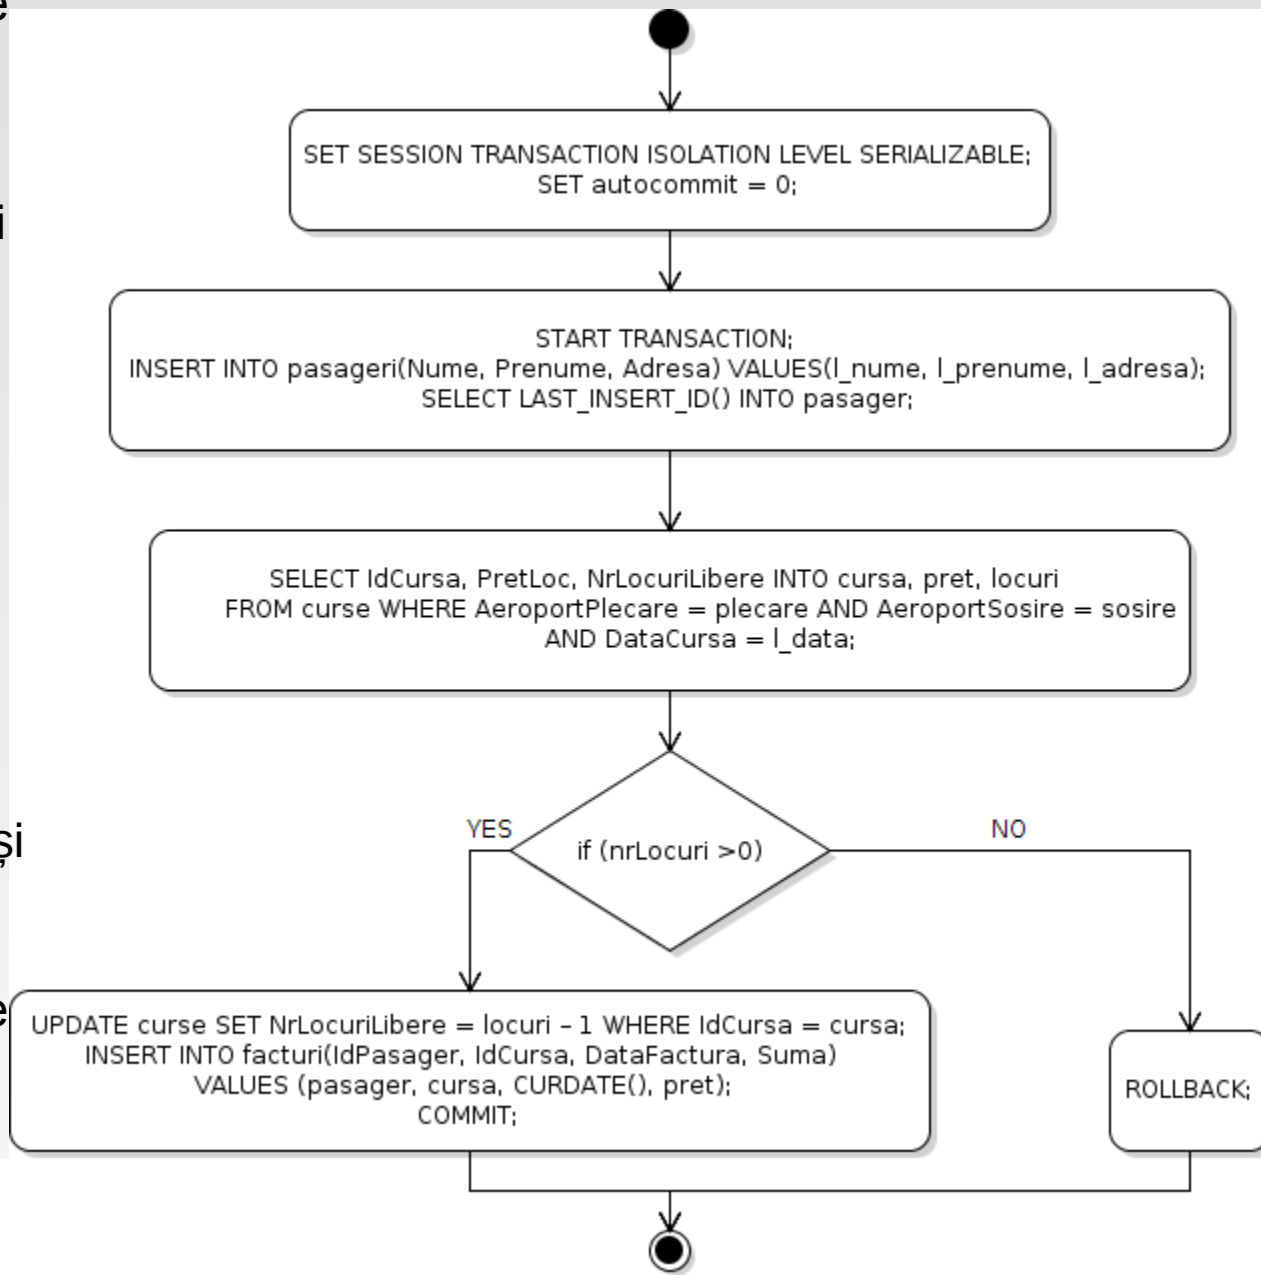 e
SET SESSION TRANSACTION ISOLATION LEVEL SERIALIZABLE;
SET autocommit = 0;
i
START TRANSACTION;
INSERT INTO pasageri(Nume, Prenume, Adresa) VALUES(l_nume, l_prenume, l_adresa);
SELECT LAST_INSERT_ID() INTO pasager;
SELECT IdCursa, PretLoc, NrLocuriLibere INTO cursa, pret, locuri
FROM curse WHERE AeroportPlecare = plecare AND AeroportSosire = sosire
AND DataCursa = l_data;
și
YES
NO
if (nrLocuri >0)
e
UPDATE curse SET NrLocuriLibere = locuri – 1 WHERE IdCursa = cursa;
INSERT INTO facturi(IdPasager, IdCursa, DataFactura, Suma)
VALUES (pasager, cursa, CURDATE(), pret);
COMMIT;
ROLLBACK;